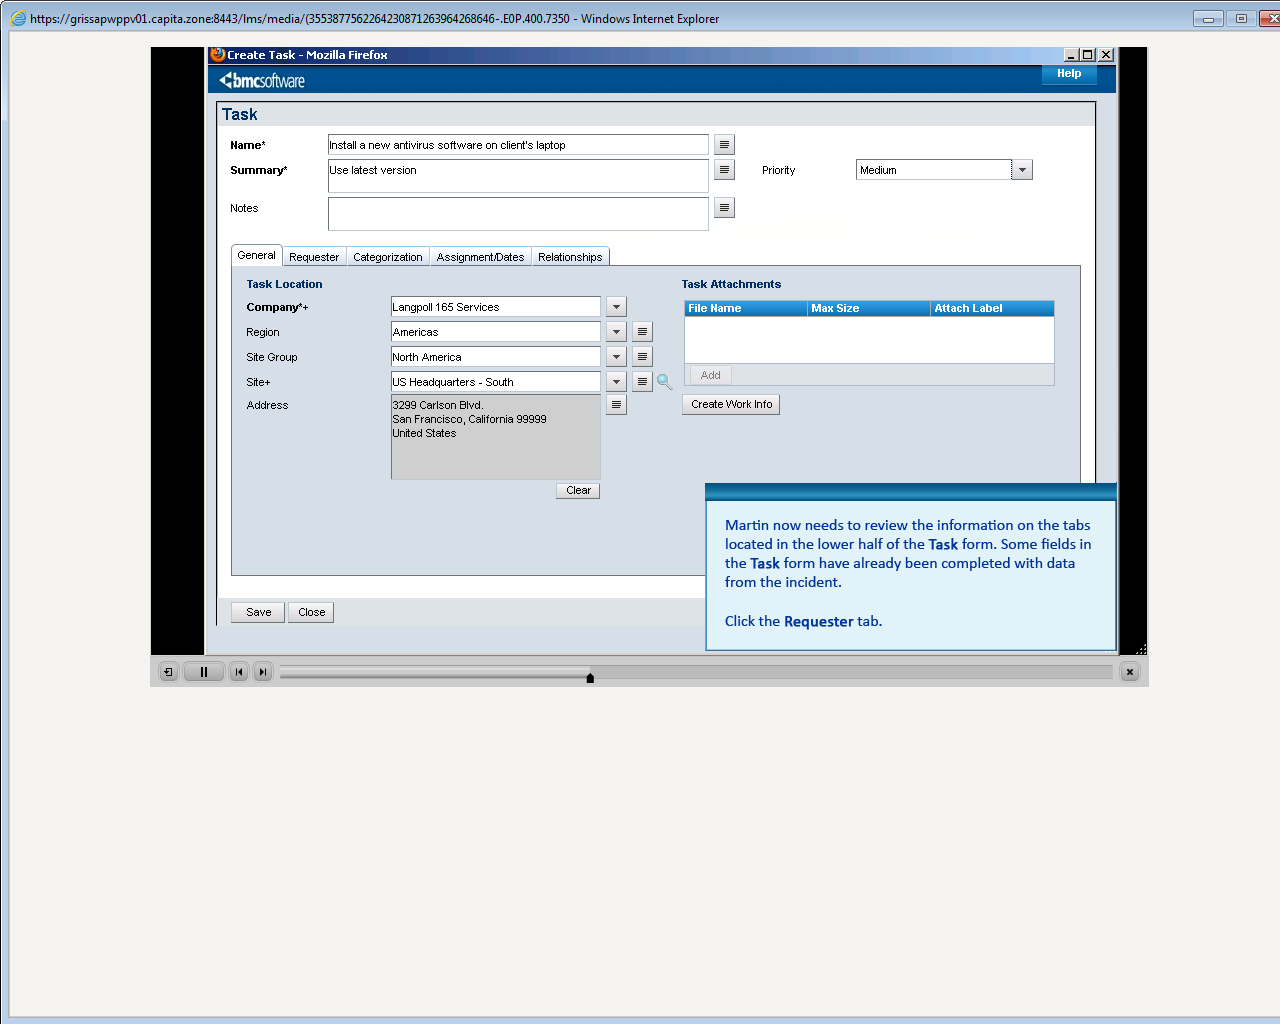 https://grissapwppv01.capita.zone:8443/lms/media/(3553877562264230871263964268646-.E0P.400.7350 - Windows Internet Explorer
Create Task - Mozilla Firefox
bmcsoftware
Help
Task
Name*
Install a new antivirus software on client's laptop
Summary*
Use latest version
Priority
Medium
Notes
General
Requester
Categorization
Assignment/Dates
Relationships
Task Location
Task Attachments
Company*+
Langpoll 165 Services
File Name
Max Size
Attach Label
Region
Americas
Site Group
North America
Site+
US Headquarters - South
Add
Address
3299 Carlson Blvd.
San Francisco, California 99999
United States
Create Work Info
Clear
Martin now needs to review the information on the tabs
located in the lower half of the Task form. Some fields in
the Task form have already been completed with data
from the incident.
Click the Requester tab.
Save
Close